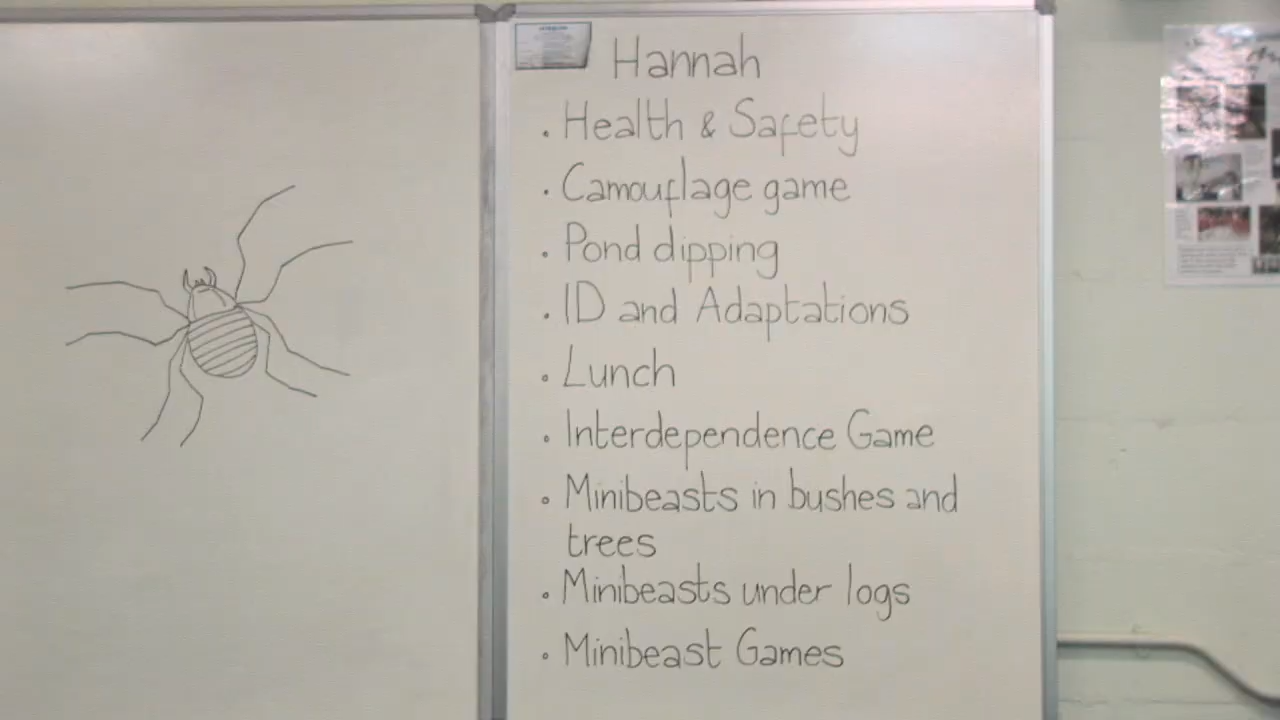 Hannah
. Health & Safety
. Camouflage game
. Pond dipping
. ID and Adaptations
. Lunch
. Interdependence Game
. Minibeasts in bushes and
trees
. Minibeasts under logs
. Minibeast Games